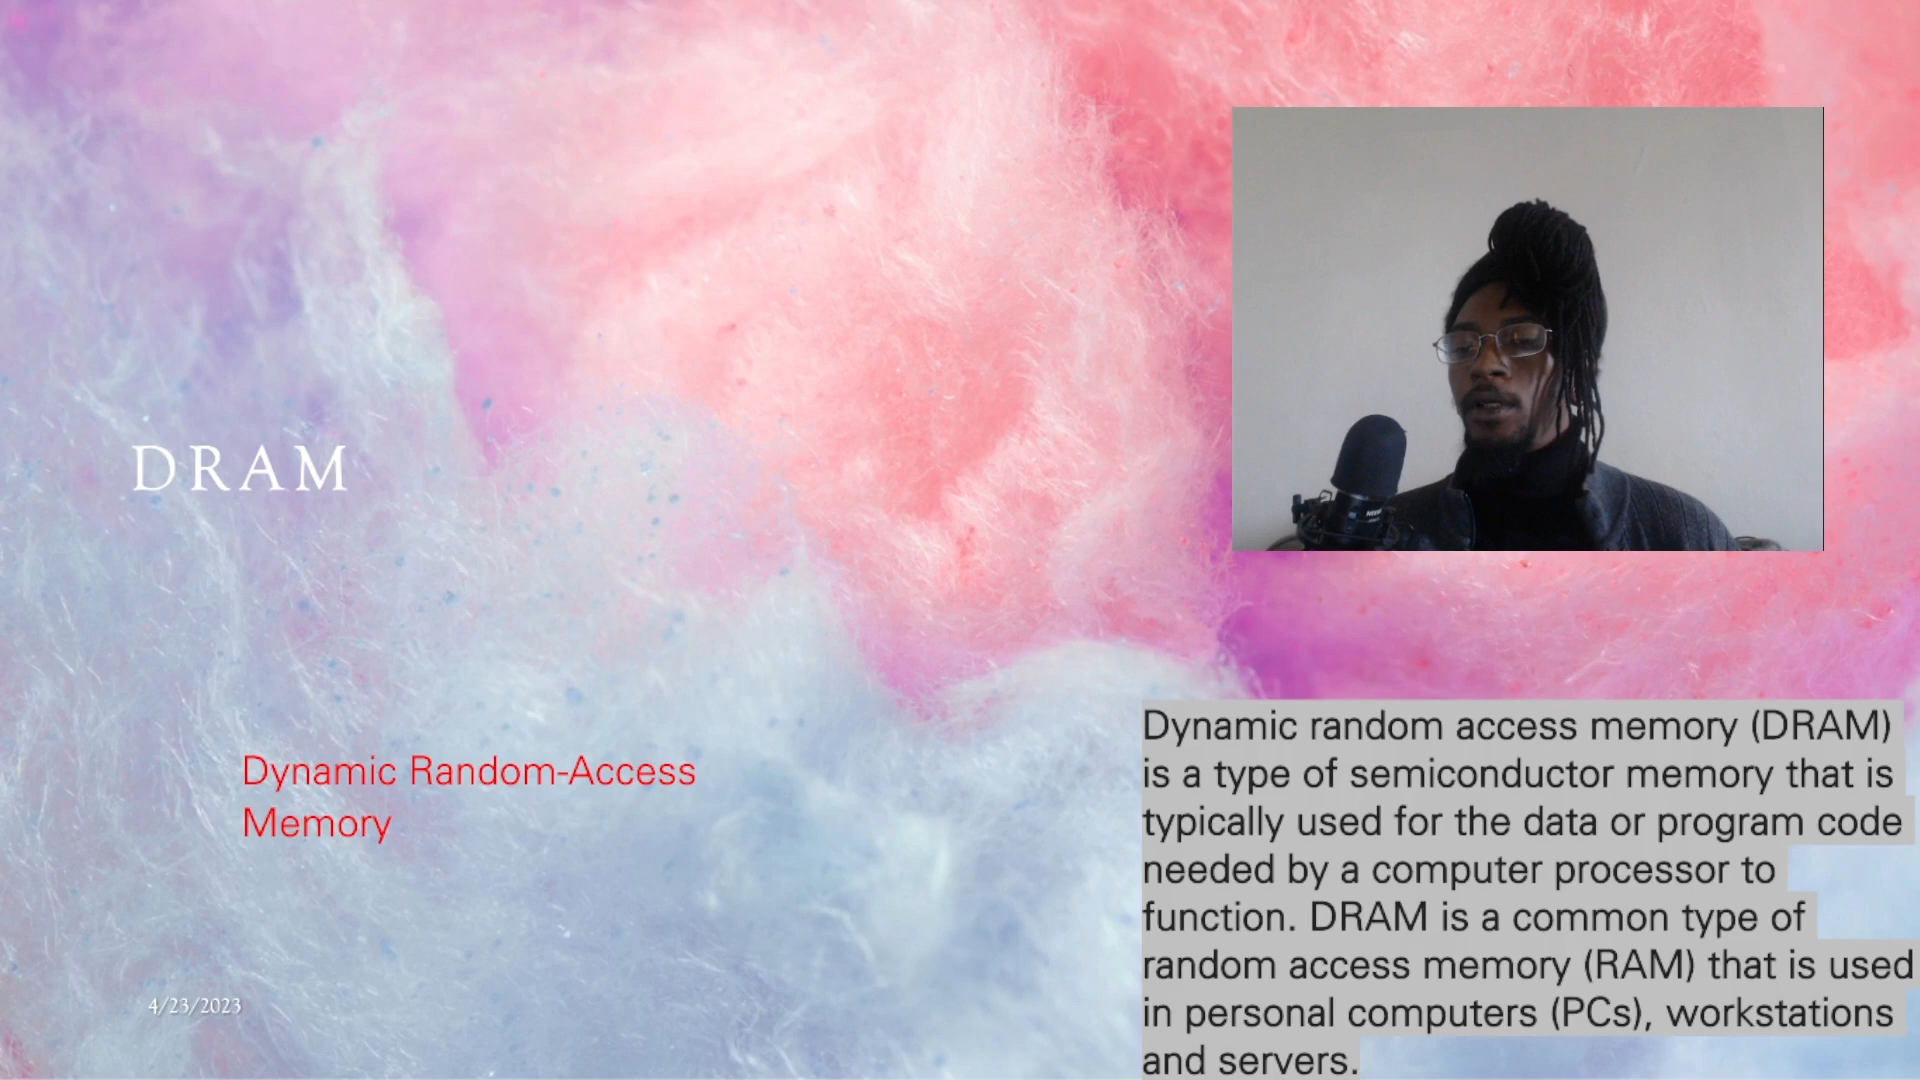 DRAM
Dynamic Random-Access
Memory
4/23/2023
Dynamic random access memory (DRAM)
is a type of semiconductor memory that is
typically used for the data or program code
needed by a computer processor to
function. DRAM is a common type of
random access memory (RAM) that is used
in personal computers (PCs), workstations
and servers.